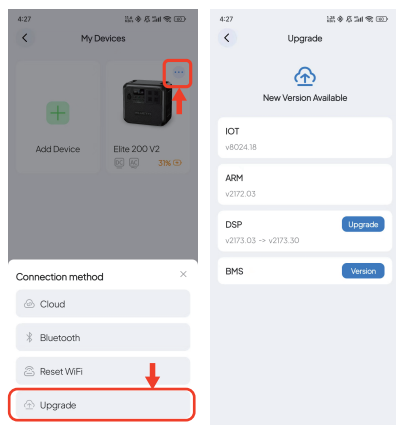 4:27
My Devices
Add Device
Elite 200 V2
31%
Connection method
Cloud
Bluetooth
Reset WiFi
Upgrade
4:27
Upgrade
New Version Available
IOT
v8024.18
ARM
v2172.03
DSP
Upgrade
v2173.03 -> v2173.30
BMS
Version